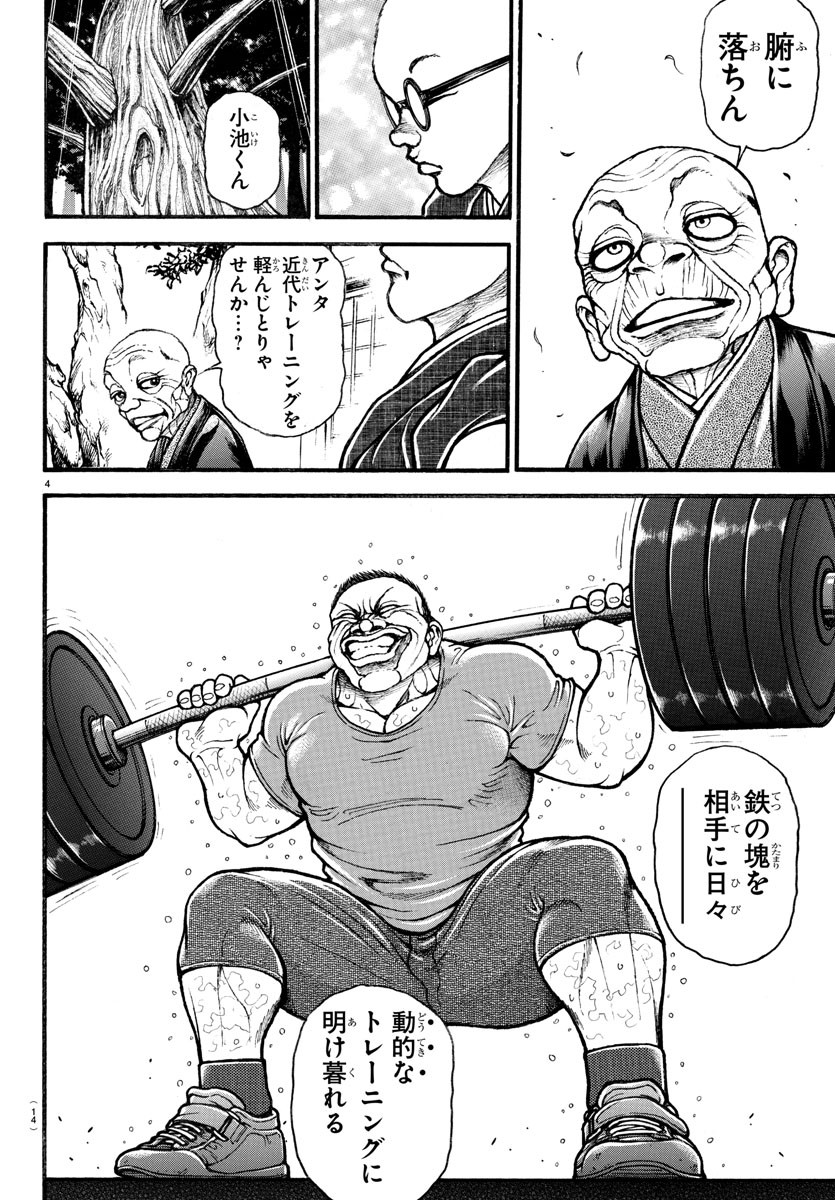 腑に
落ちん
小池くん
アンタ
近代トレーニングを
軽んじとりゃ
せんか…？
4
鉄の塊を
相手に日々
動的な
トレーニングに
明け暮れる
(14)